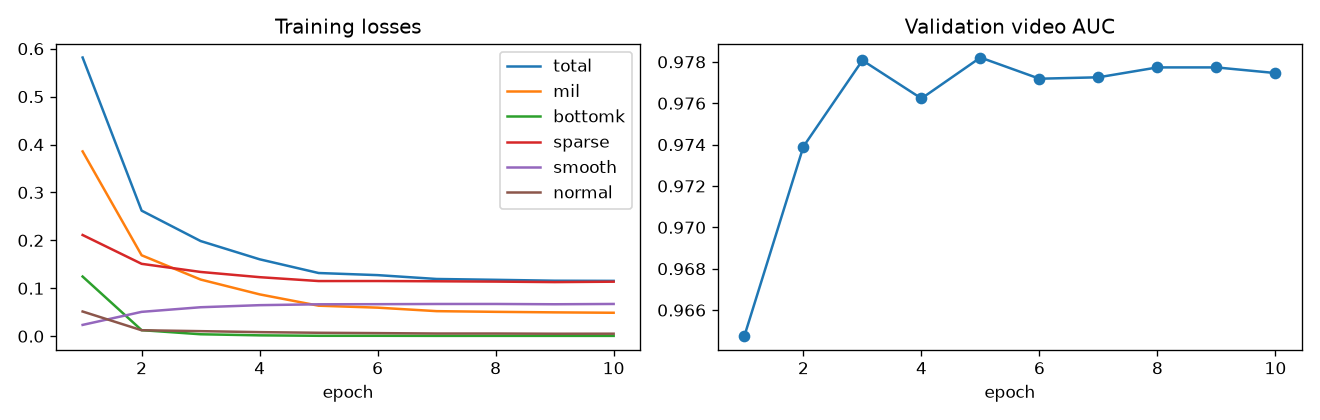 Training losses
0.6
0.5
0.4
0.3
0.2
0.1
0.0
total
mil
bottomk
sparse
smooth
normal
2
4
6
8
10
epoch
Validation video AUC
0.978
0.976
0.974
0.972
0.970
0.968
0.966
2
4
6
8
10
epoch